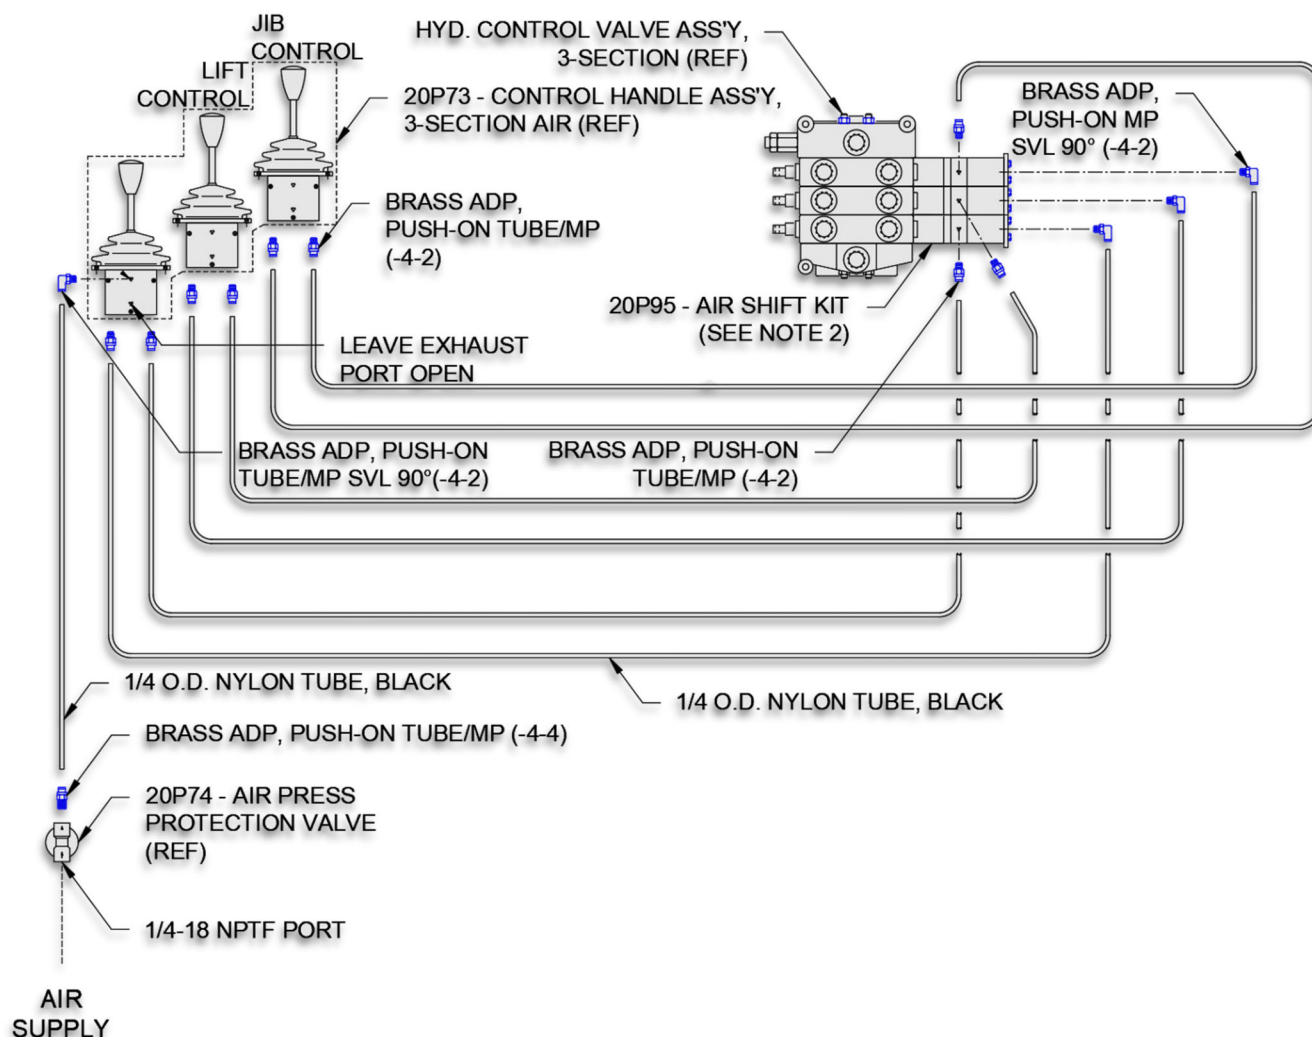 JIB
CONTROL
LIFT
CONTROL
HYD. CONTROL VALVE ASS'Y,
3-SECTION (REF)
20P73 - CONTROL HANDLE ASS'Y,
3-SECTION AIR (REF)
BRASS ADP,
PUSH-ON MP
SVL 90° (-4-2)
BRASS ADP,
PUSH-ON TUBE/MP
(-4-2)
20P95 - AIR SHIFT KIT
(SEE NOTE 2)
LEAVE EXHAUST
PORT OPEN
BRASS ADP, PUSH-ON
TUBE/MP SVL 90°(-4-2)
BRASS ADP, PUSH-ON
TUBE/MP (-4-2)
1/4 O.D. NYLON TUBE, BLACK
1/4 O.D. NYLON TUBE, BLACK
BRASS ADP, PUSH-ON TUBE/MP (-4-4)
20P74 - AIR PRESS
PROTECTION VALVE
(REF)
1/4-18 NPTF PORT
AIR
SUPPLY